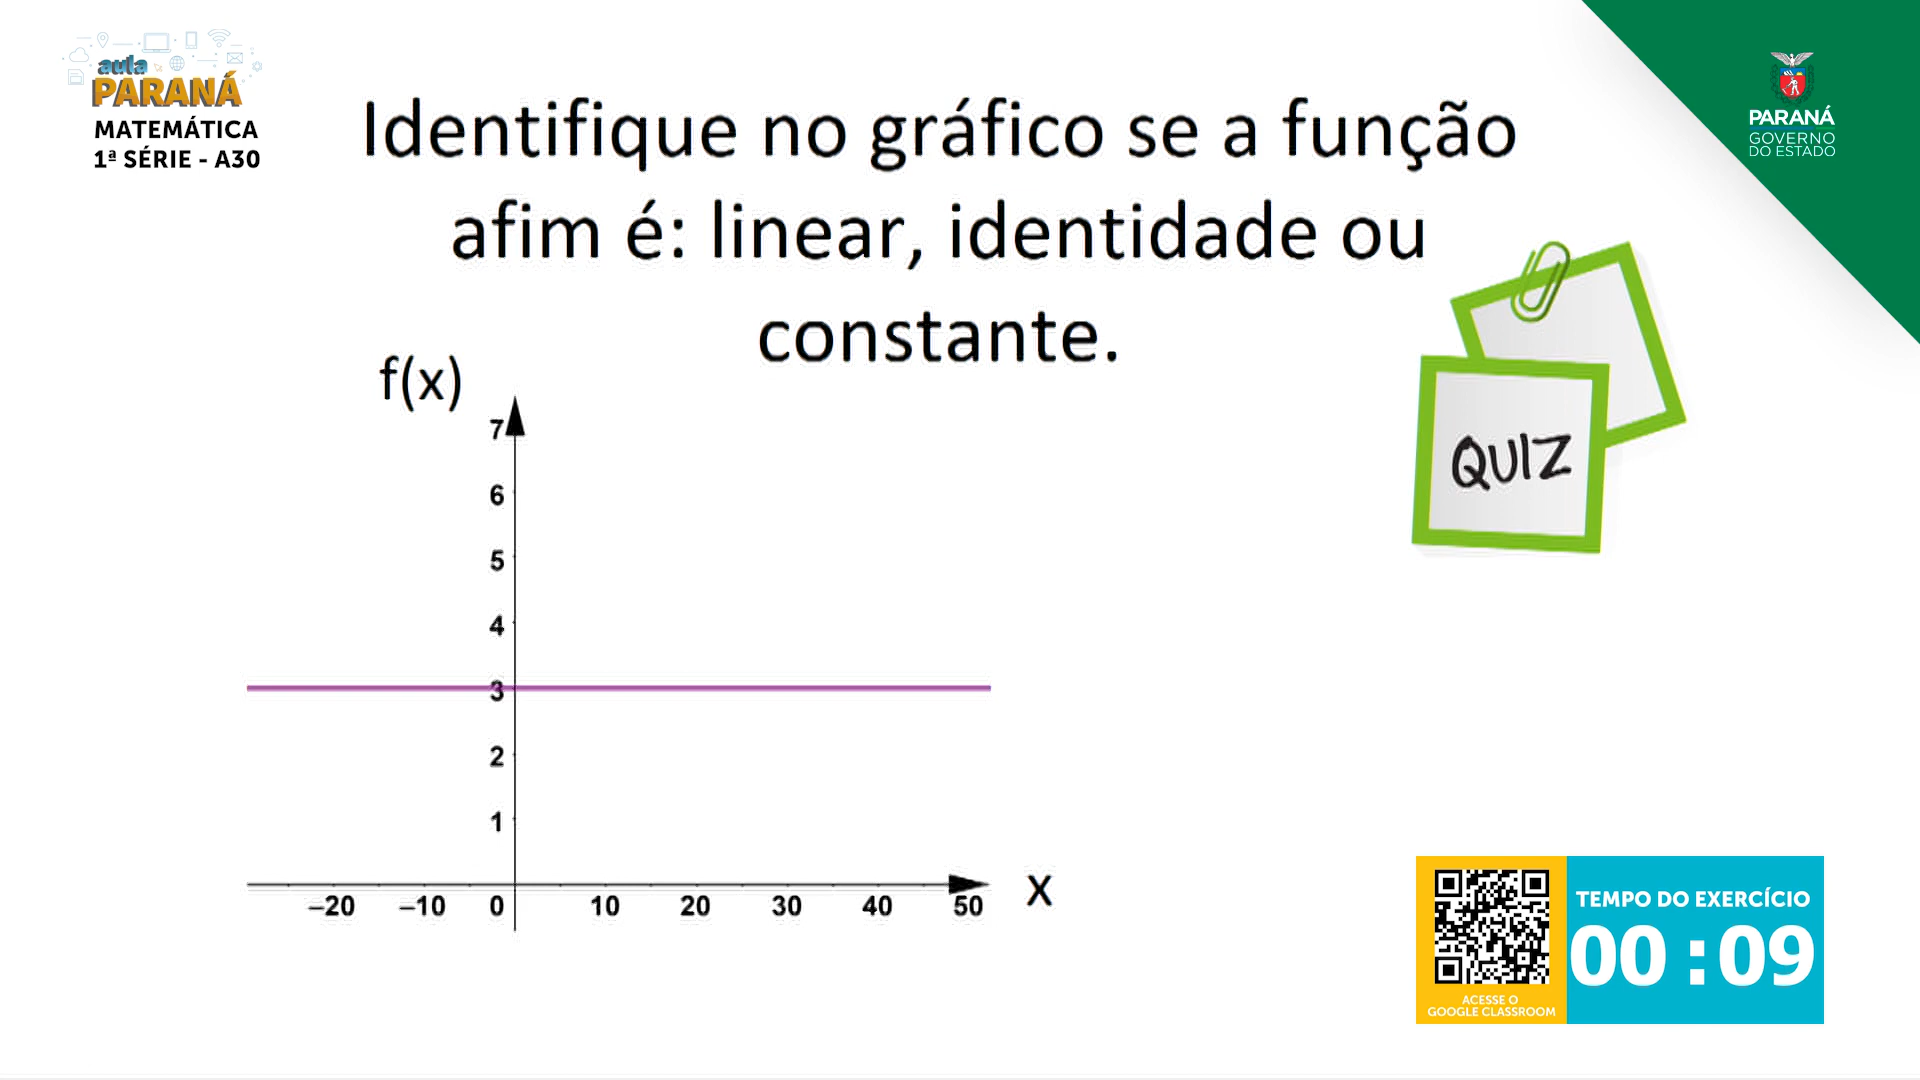 aula
PARANÁ
MATEMÁTICA
1ª SÉRIE - A30
PARANÁ
GOVERNO
DO ESTADO
Identifique no gráfico se a função
afim é: linear, identidade ou
constante.
f(x)
7
6
5
4
3
2
1
–20 –10 0 10 20 30 40 50
x
QUIZ
ACESSE O
GOOGLE CLASSROOM
TEMPO DO EXERCÍCIO
00:09